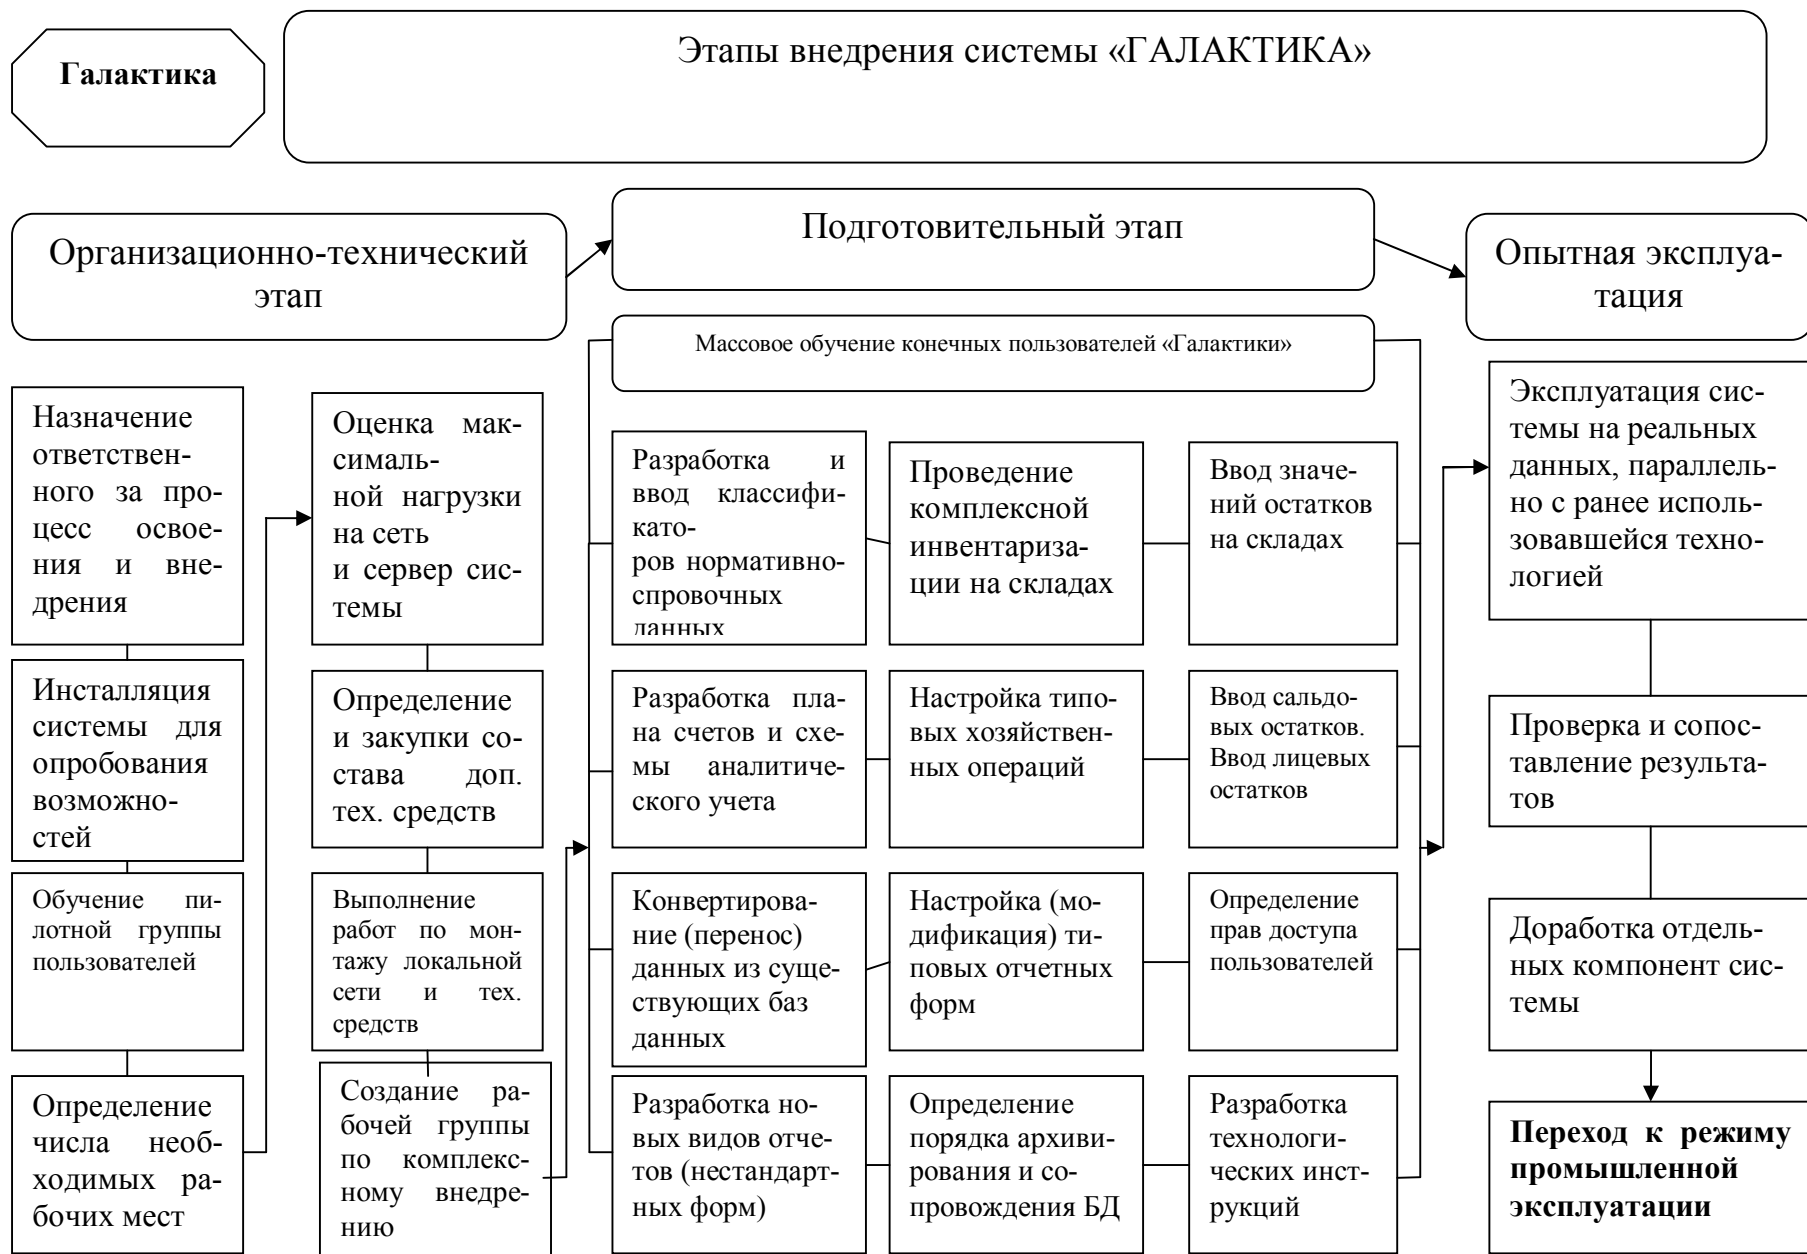 Галактика
Этапы внедрения системы «ГАЛАКТИКА»
Организационно-технический
этап
Подготовительный этап
Опытная эксплуа-
тация
Массовое обучение конечных пользователей «Галактики»
Назначение
ответствен-
ного за про-
цесс освое-
ния и вне-
дрения
Инсталляция
системы для
опробования
возможно-
стей
Обучение пи-
лотной группы
пользователей
Определение
числа необ-
ходимых ра-
бочих мест
Оценка мак-
сималь-
ной нагрузки
на сеть
и сервер сис-
темы
Определение
и закупки со-
става доп.
тех. средств
Выполнение
работ по мон-
тажу локальной
сети и тех.
средств
Создание ра-
бочей группы
по комплекс-
ному внедре-
нию
Разработка и
ввод классифи-
като-
ров нормативно-
спровочных
данных
Проведение
комплексной
инвентариза-
ции на складах
Ввод значе-
ний остатков
на складах
Разработка пла-
на счетов и схе-
мы аналитиче-
ского учета
Настройка типо-
вых хозяйствен-
ных операций
Ввод сальдо-
вых остатков.
Ввод лицевых
остатков
Конвертирова-
ние (перенос)
данных из суще-
ствующих баз
данных
Настройка (мо-
дификация) ти-
повых отчетных
форм
Определение
прав доступа
пользователей
Разработка но-
вых видов отче-
тов (нестандарт-
ных форм)
Определение
порядка архиви-
рования и со-
провождения БД
Разработка
технологи-
ческих инст-
рукций
Эксплуатация сис-
темы на реальных
данных, параллель-
но с ранее исполь-
зовавшейся техно-
логией
Проверка и сопос-
тавление результа-
тов
Доработка отдель-
ных компонент сис-
темы
Переход к режиму
промышленной
эксплуатации